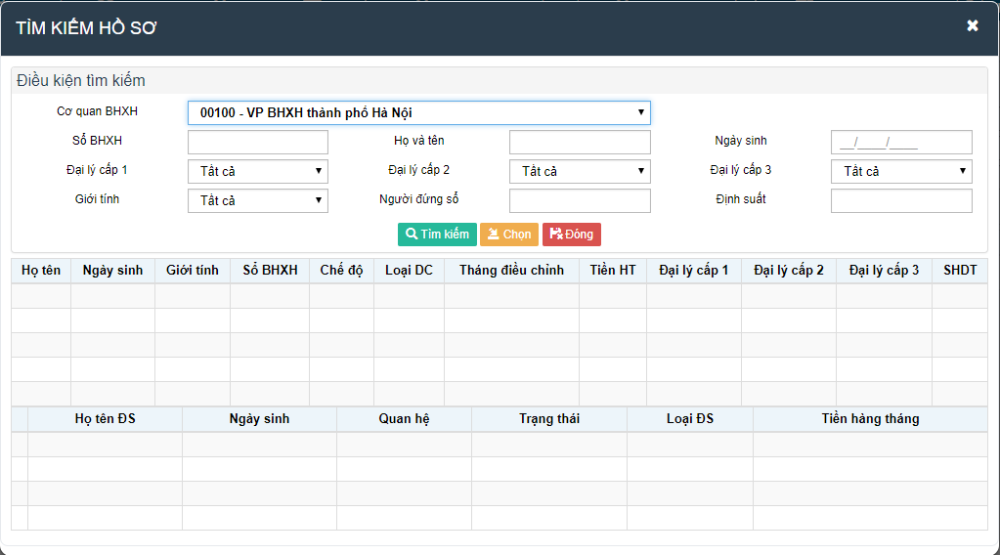 TÌM KIẾM HỒ SƠ ✖
Điều kiện tìm kiếm
Cơ quan BHXH 00100 - VP BHXH thành phố Hà Nội
Sổ BHXH Họ và tên Ngày sinh __/____/____
Đại lý cấp 1 Tất cả Đại lý cấp 2 Tất cả Đại lý cấp 3 Tất cả
Giới tính Tất cả Người đứng sổ Định suất
Tìm kiếm Chọn Đóng
Họ tên Ngày sinh Giới tính Sổ BHXH Chế độ Loại DC Tháng điều chỉnh Tiền HT Đại lý cấp 1 Đại lý cấp 2 Đại lý cấp 3 SHDT
Họ tên ĐS Ngày sinh Quan hệ Trạng thái Loại ĐS Tiền hàng tháng